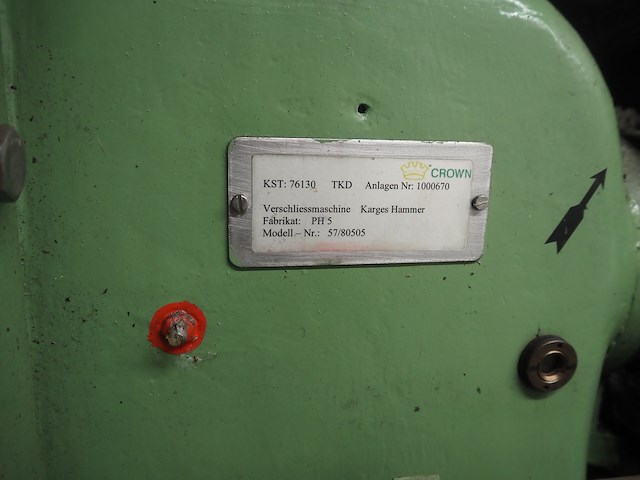 CROWN
KST: 76130 TKD Anlagen Nr: 1000670
Verschliessmaschine Karges Hammer
Fabrikat: PH 5
Modell – Nr.: 57/80505